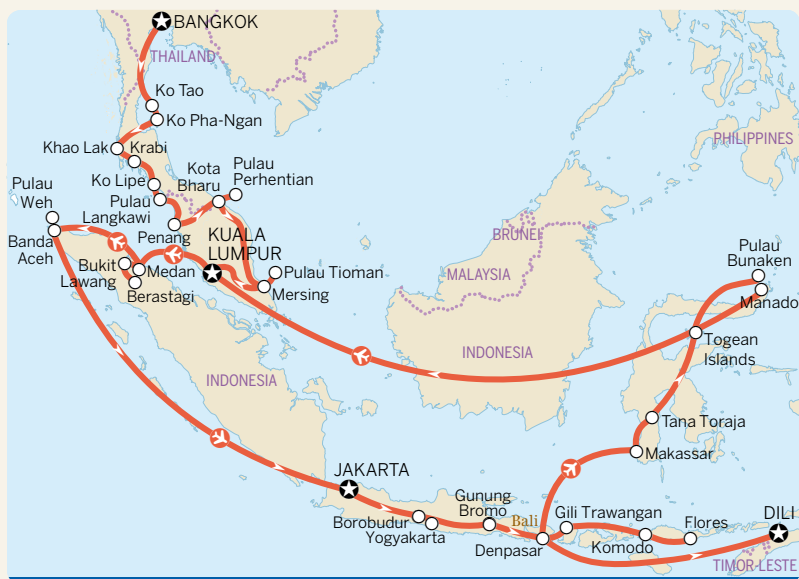 BANGKOK
THAILAND
Ko Tao
Ko Pha-Ngan
Khao Lak
Krabi
Ko Lipe
Pulau
Langkawi
Penang
Kota
Bharu
Pulau
Perhentian
PHILIPPINES
Pulau
Weh
Banda
Aceh
KUALA
LUMPUR
Bukit
Lawang
Medan
Berastagi
Pulau Tioman
Mersing
BRUNEI
MALAYSIA
INDONESIA
Pulau
Bunaken
Manado
Togean
Islands
INDONESIA
Tana Toraja
Makassar
JAKARTA
Borobudur
Yogyakarta
Gunung
Bromo
Bali
Denpasar
Gili Trawangan
Komodo
Flores
DILI
TIMOR-LESTE